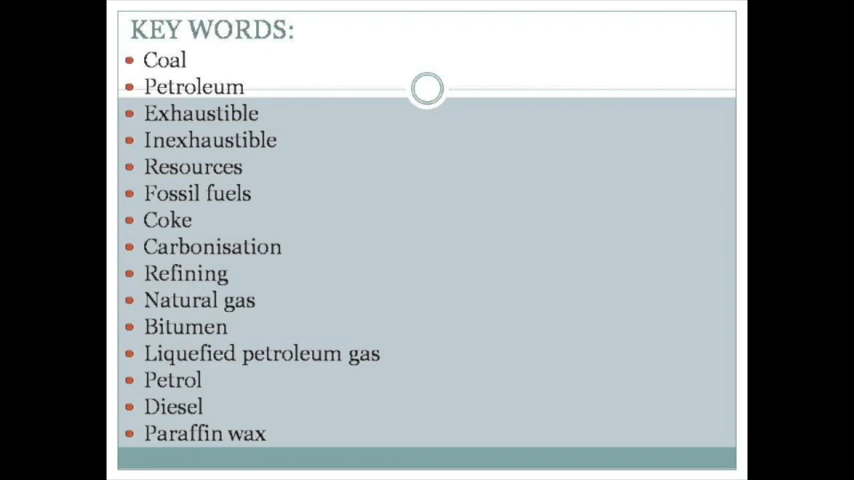 KEY WORDS:
Coal
Petroleum
Exhaustible
Inexhaustible
Resources
Fossil fuels
Coke
Carbonisation
Refining
Natural gas
Bitumen
Liquefied petroleum gas
Petrol
Diesel
Paraffin wax